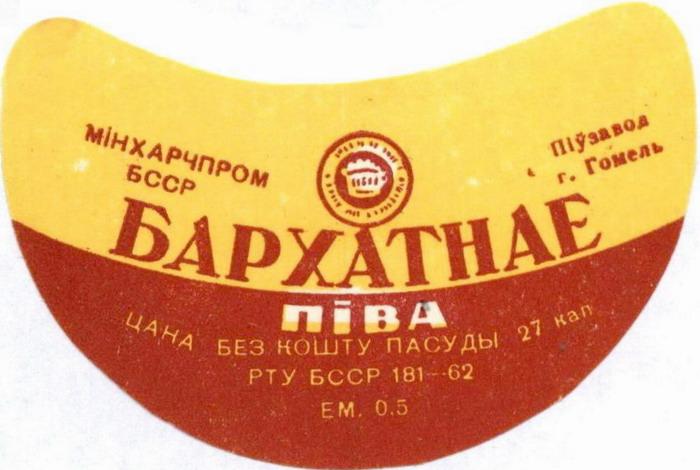 МІНХАРЧПРОМ
БССР
Піўзавод
г. Гомель
БАРХАТНАЕ
ПІВА
ЦАНА БЕЗ КОШТУ ПАСУДЫ 27 кап
РТУ БССР 181—62
ЕМ. 0.5